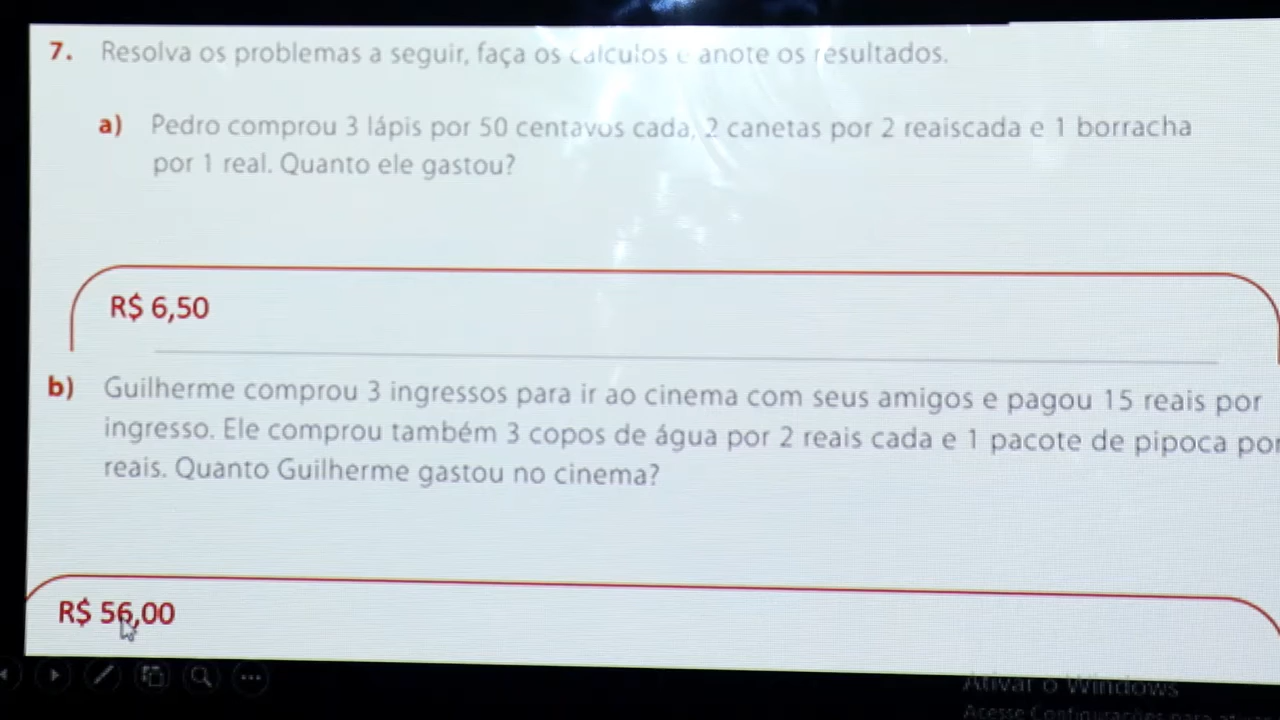 7. Resolva os problemas a seguir, faça os cálculos e anote os resultados.
a) Pedro comprou 3 lápis por 50 centavos cada, 2 canetas por 2 reaiscada e 1 borracha
por 1 real. Quanto ele gastou?
R$ 6,50
b) Guilherme comprou 3 ingressos para ir ao cinema com seus amigos e pagou 15 reais por
ingresso. Ele comprou também 3 copos de água por 2 reais cada e 1 pacote de pipoca por
reais. Quanto Guilherme gastou no cinema?
R$ 56,00
Ativar o Windows
Acesse Configurações para